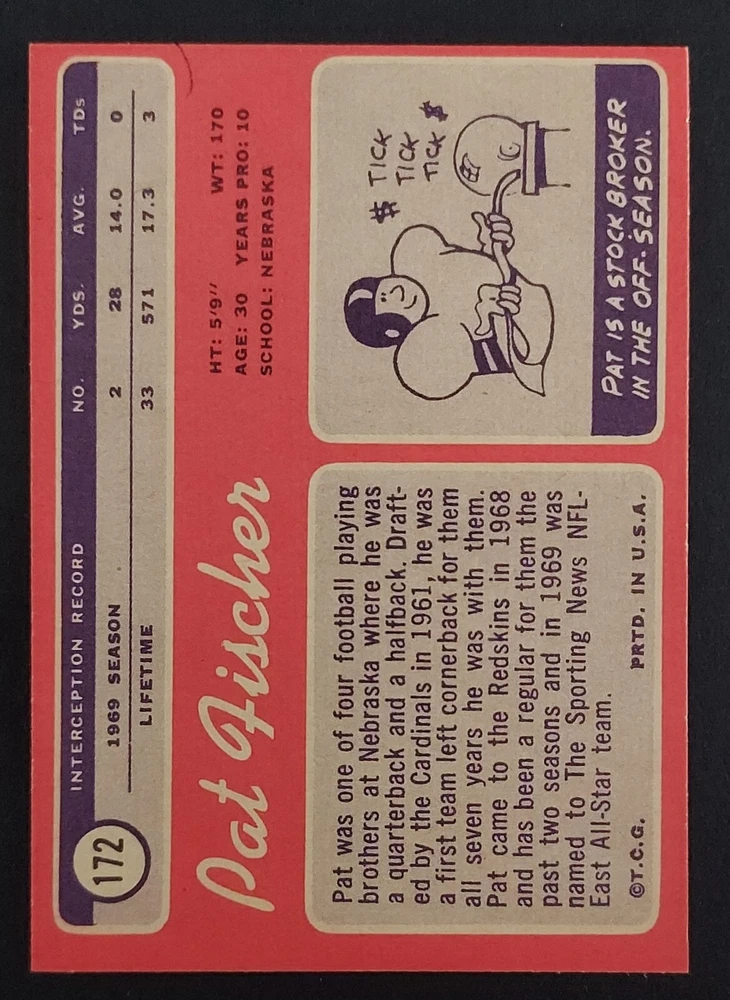 172
INTERCEPTION RECORD NO. YDS. AVG. TDs
1969 SEASON 2 28 14.0 0
LIFETIME 33 571 17.3 3
Pat Fischer
HT: 5'9" WT: 170
AGE: 30 YEARS PRO: 10
SCHOOL: NEBRASKA
Pat was one of four football playing
brothers at Nebraska where he was
a quarterback and a halfback. Draft-
ed by the Cardinals in 1961, he was
a first team left cornerback for them
all seven years he was with them.
Pat came to the Redskins in 1968
and has been a regular for them the
past two seasons and in 1969 was
named to The Sporting News NFL-
East All-Star team.
©T.C.G. PRTD. IN U.S.A.
$ TICK
TICK
TICK $
PAT IS A STOCK BROKER
IN THE OFF-SEASON.